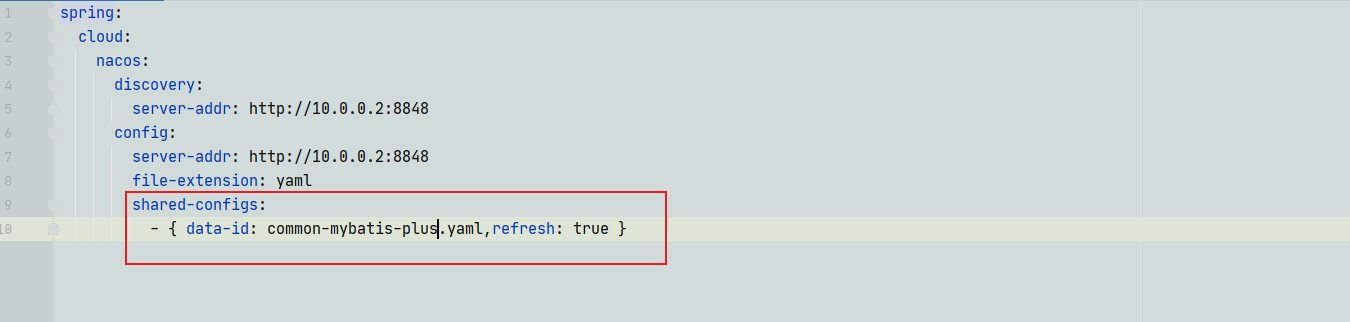 1 spring:
2 cloud:
3 nacos:
4 discovery:
5 server-addr: http://10.0.0.2:8848
6 config:
7 server-addr: http://10.0.0.2:8848
8 file-extension: yaml
9 shared-configs:
10 - { data-id: common-mybatis-plus.yaml,refresh: true }